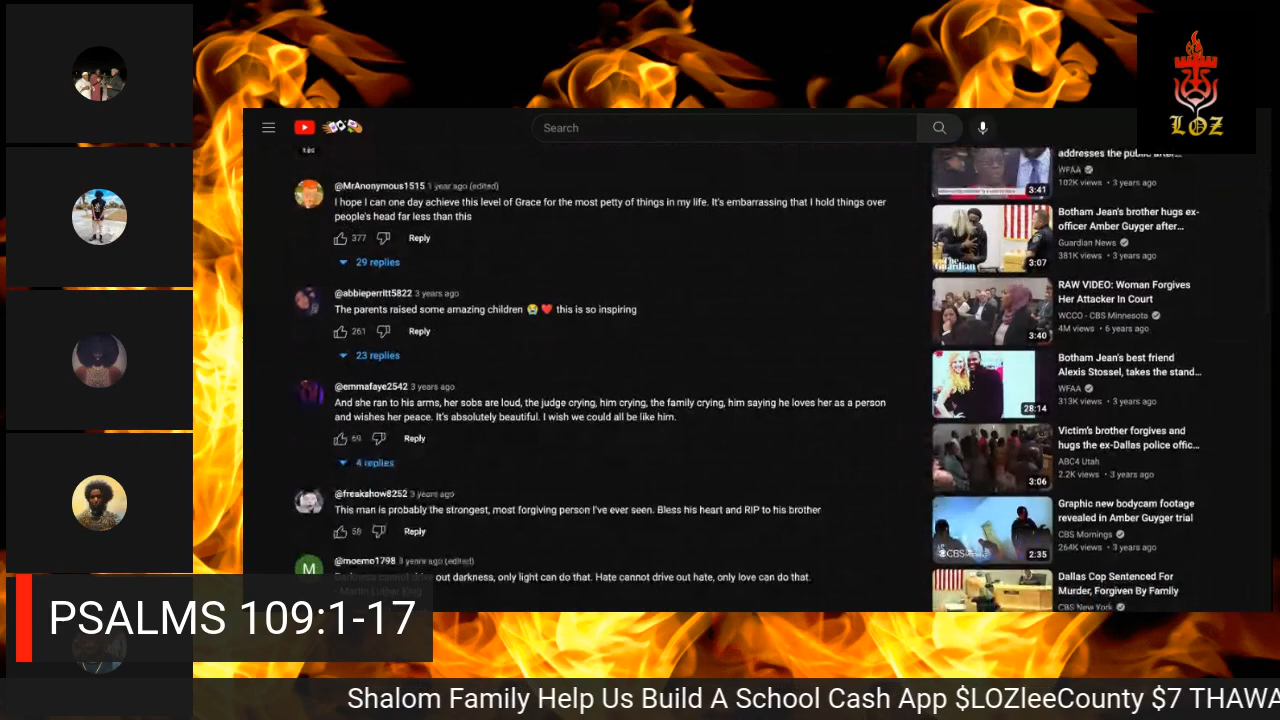 LOZ
Search
@MrAnonymous1515 1 year ago (edited)
I hope I can one day achieve this level of Grace for the most petty of things in my life. It's embarrassing that I hold things over
people's head far less than this
377 Reply
29 replies
@abbieperritt5822 3 years ago
The parents raised some amazing children 😭 ❤️ this is so inspiring
261 Reply
23 replies
@emmafaye2542 3 years ago
And she ran to his arms, her sobs are loud, the judge crying, him crying, the family crying, him saying he loves her as a person
and wishes her peace. It's absolutely beautiful. I wish we could all be like him.
69 Reply
4 replies
@freakshow8252 3 years ago
This man is probably the strongest, most forgiving person I've ever seen. Bless his heart and RIP to his brother
58 Reply
M
@moemo1798 3 years ago (edited)
Darkness cannot drive out darkness, only light can do that. Hate cannot drive out hate, only love can do that.
Martin Luther King
addresses the public after...
WFAA
102K views • 3 years ago
3:41
Botham Jean's brother hugs ex-
officer Amber Guyger after...
Guardian News
381K views • 3 years ago
The Guardian
3:07
RAW VIDEO: Woman Forgives
Her Attacker In Court
WCCO - CBS Minnesota
4M views • 6 years ago
3:40
Botham Jean's best friend
Alexis Stossel, takes the stand...
WFAA
313K views • 3 years ago
28:14
Victim's brother forgives and
hugs the ex-Dallas police offic...
ABC4 Utah
2.2K views • 3 years ago
3:06
Graphic new bodycam footage
revealed in Amber Guyger trial
CBS Mornings
264K views • 3 years ago
CBS
2:35
Dallas Cop Sentenced For
Murder, Forgiven By Family
CBS New York
PSALMS 109:1-17
Shalom Family Help Us Build A School Cash App $LOZleeCounty $7 THAWA